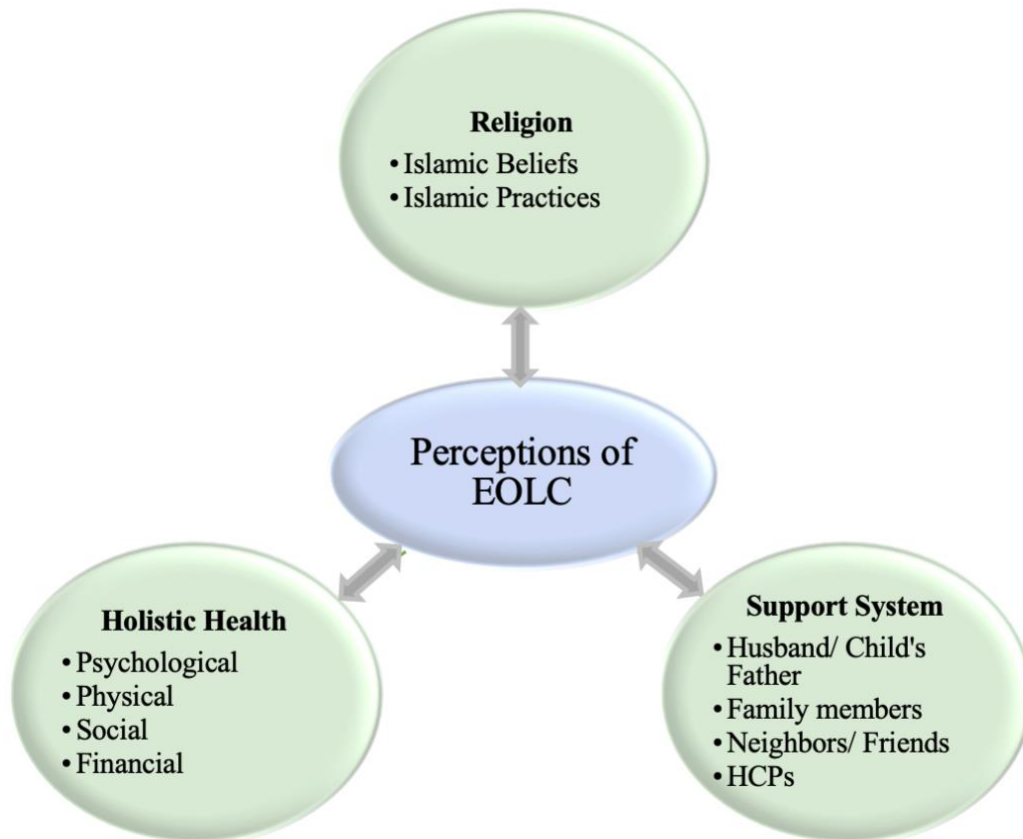 Religion
• Islamic Beliefs
• Islamic Practices
Perceptions of
EOLC
Holistic Health
• Psychological
• Physical
• Social
• Financial
Support System
• Husband/ Child's
Father
• Family members
• Neighbors/ Friends
• HCPs